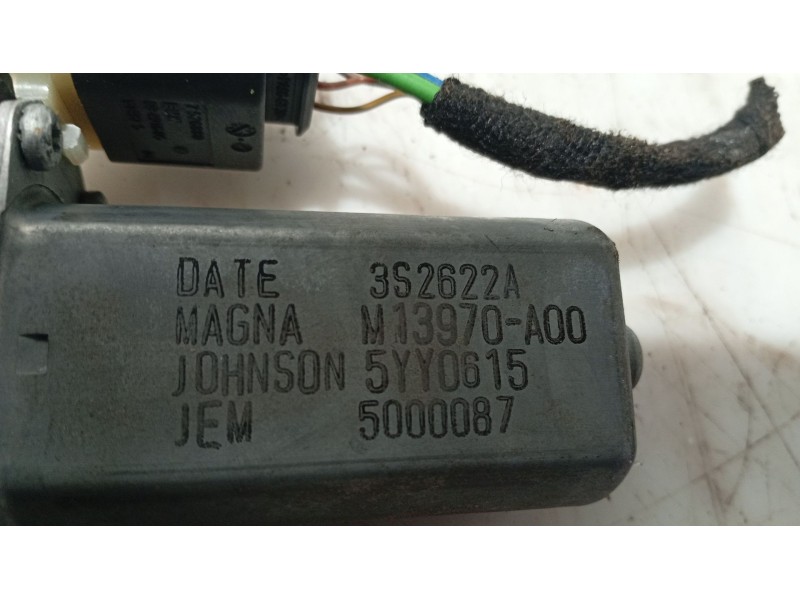 DATE 3S2622A
MAGNA M13970-A00
JOHNSON 5YY0615
JEM 5000087